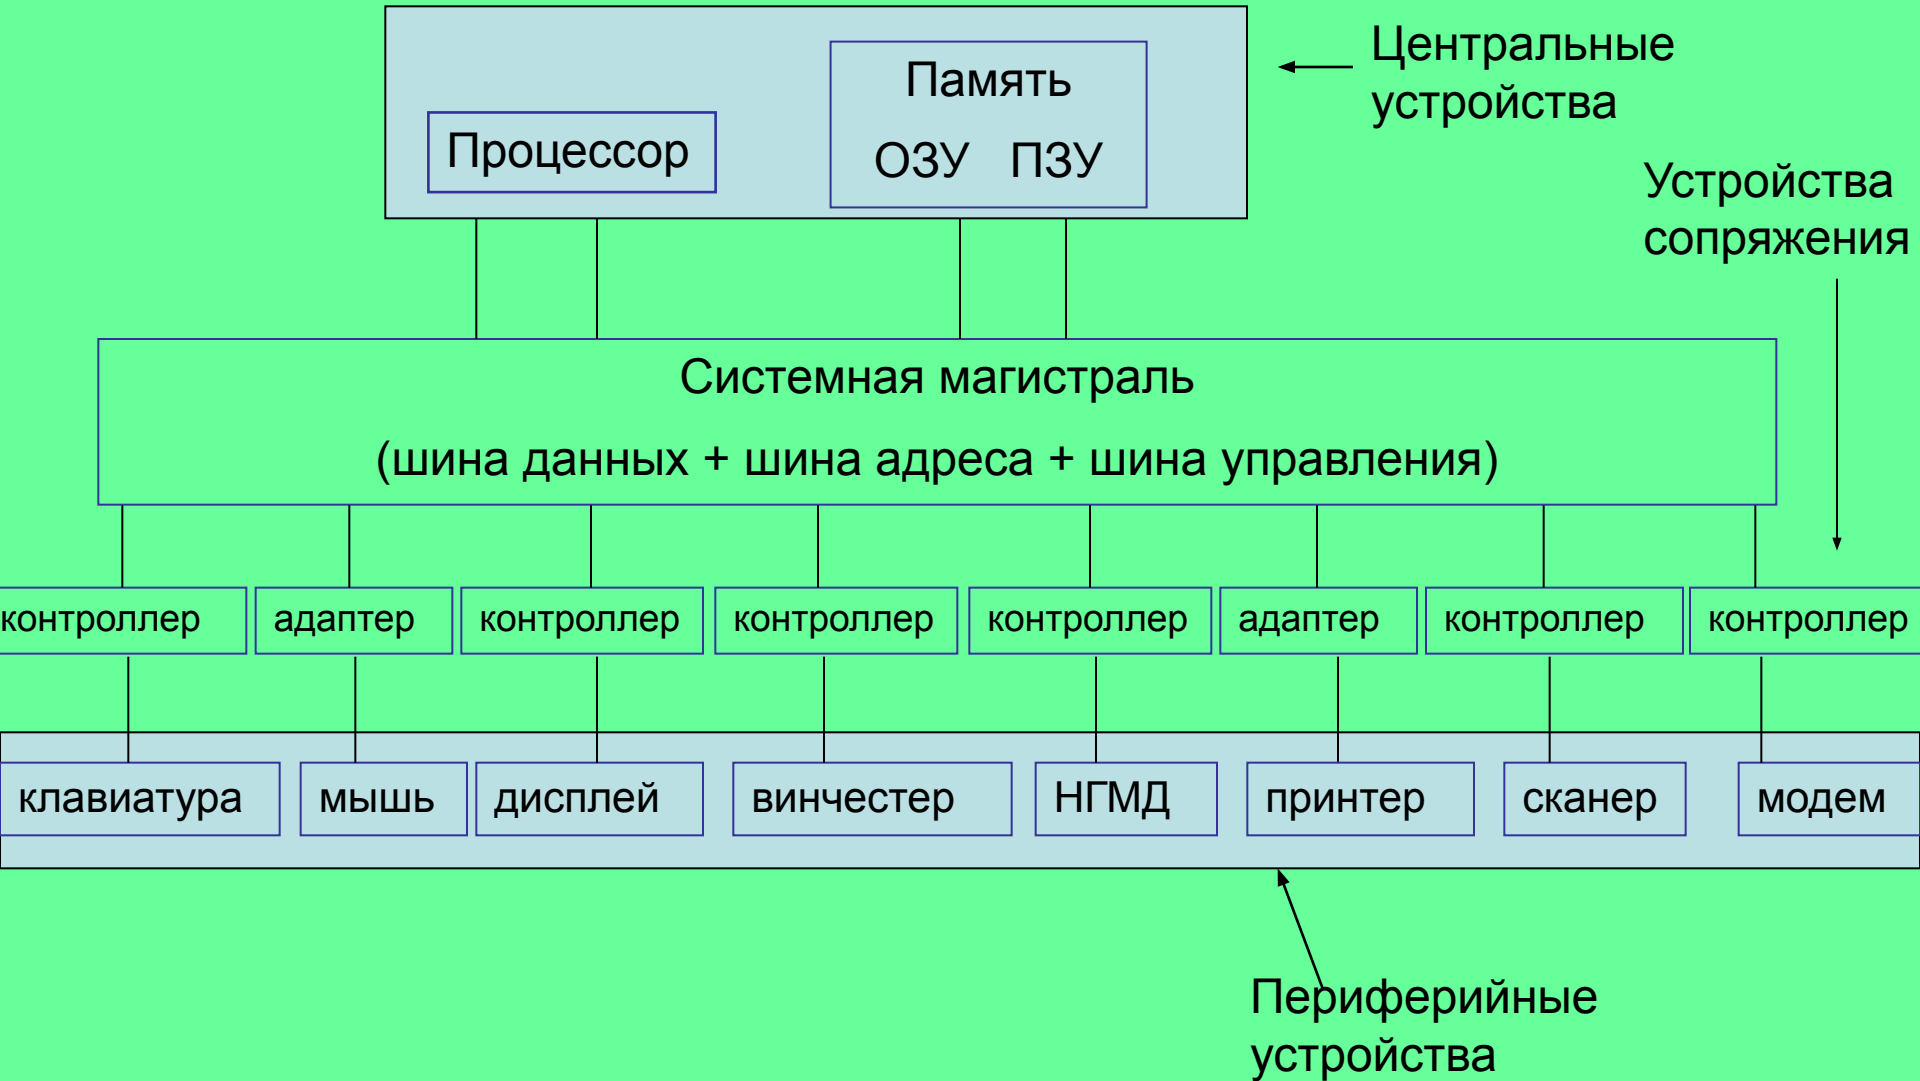 Центральные
устройства
Память
Процессор
ОЗУ ПЗУ
Устройства
сопряжения
Системная магистраль
(шина данных + шина адреса + шина управления)
контроллер адаптер контроллер контроллер контроллер адаптер контроллер контроллер
клавиатура мышь дисплей винчестер НГМД принтер сканер модем
Периферийные
устройства